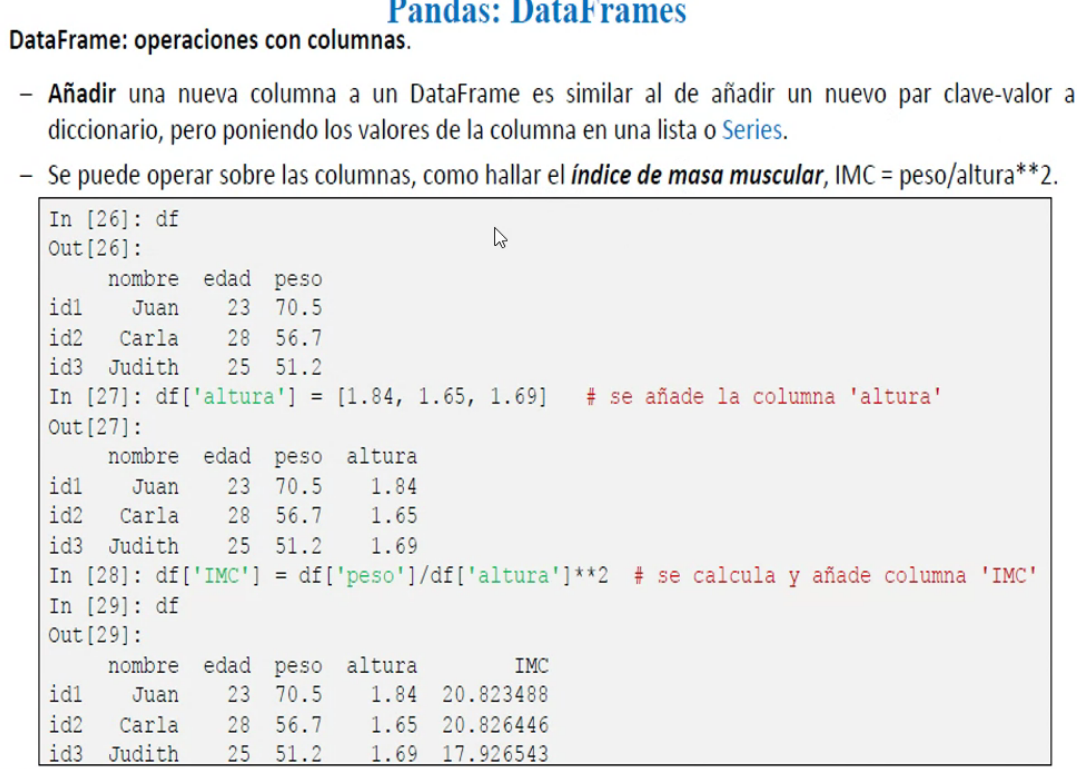 Pandas: DataFrames
DataFrame: operaciones con columnas.
– Añadir una nueva columna a un DataFrame es similar al de añadir un nuevo par clave-valor a
diccionario, pero poniendo los valores de la columna en una lista o Series.
– Se puede operar sobre las columnas, como hallar el índice de masa muscular, IMC = peso/altura**2.
In [26]: df
Out[26]:
nombre edad peso
id1 Juan 23 70.5
id2 Carla 28 56.7
id3 Judith 25 51.2
In [27]: df['altura'] = [1.84, 1.65, 1.69] # se añade la columna 'altura'
Out[27]:
nombre edad peso altura
id1 Juan 23 70.5 1.84
id2 Carla 28 56.7 1.65
id3 Judith 25 51.2 1.69
In [28]: df['IMC'] = df['peso']/df['altura']**2 # se calcula y añade columna 'IMC'
In [29]: df
Out[29]:
nombre edad peso altura IMC
id1 Juan 23 70.5 1.84 20.823488
id2 Carla 28 56.7 1.65 20.826446
id3 Judith 25 51.2 1.69 17.926543